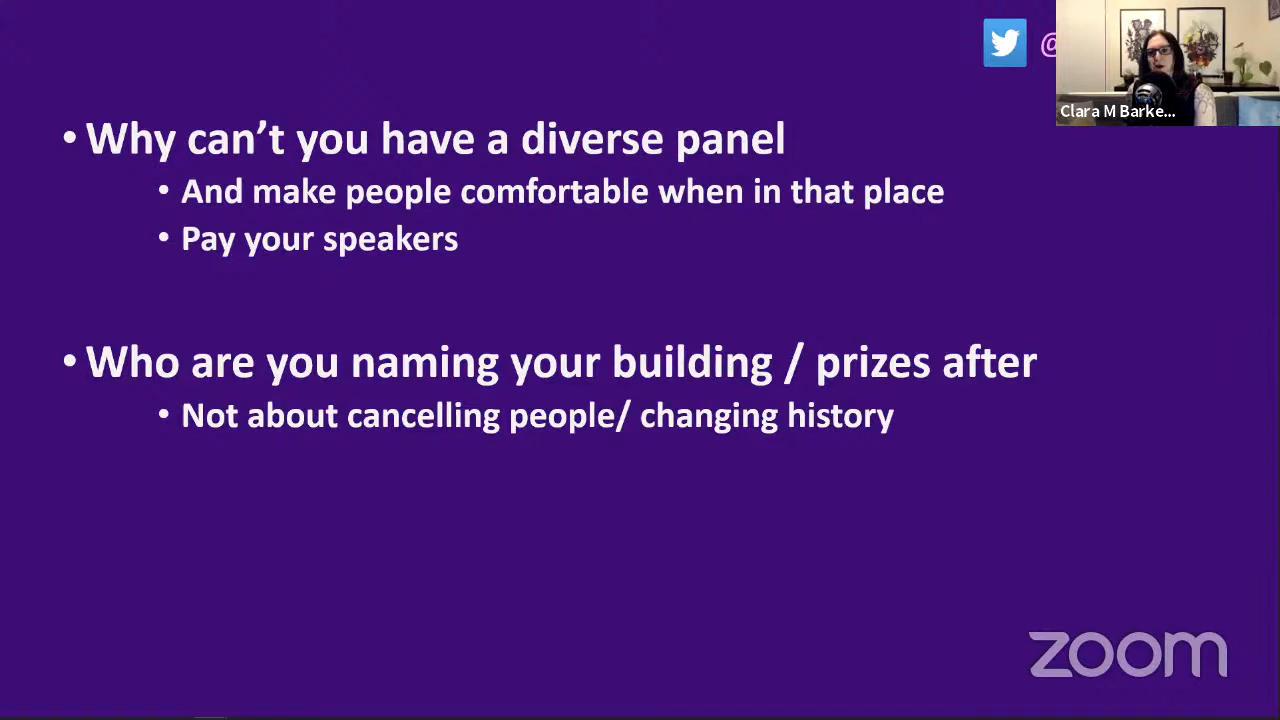 @
Clara M Barke...
• Why can't you have a diverse panel
• And make people comfortable when in that place
• Pay your speakers
• Who are you naming your building / prizes after
• Not about cancelling people/ changing history
zoom